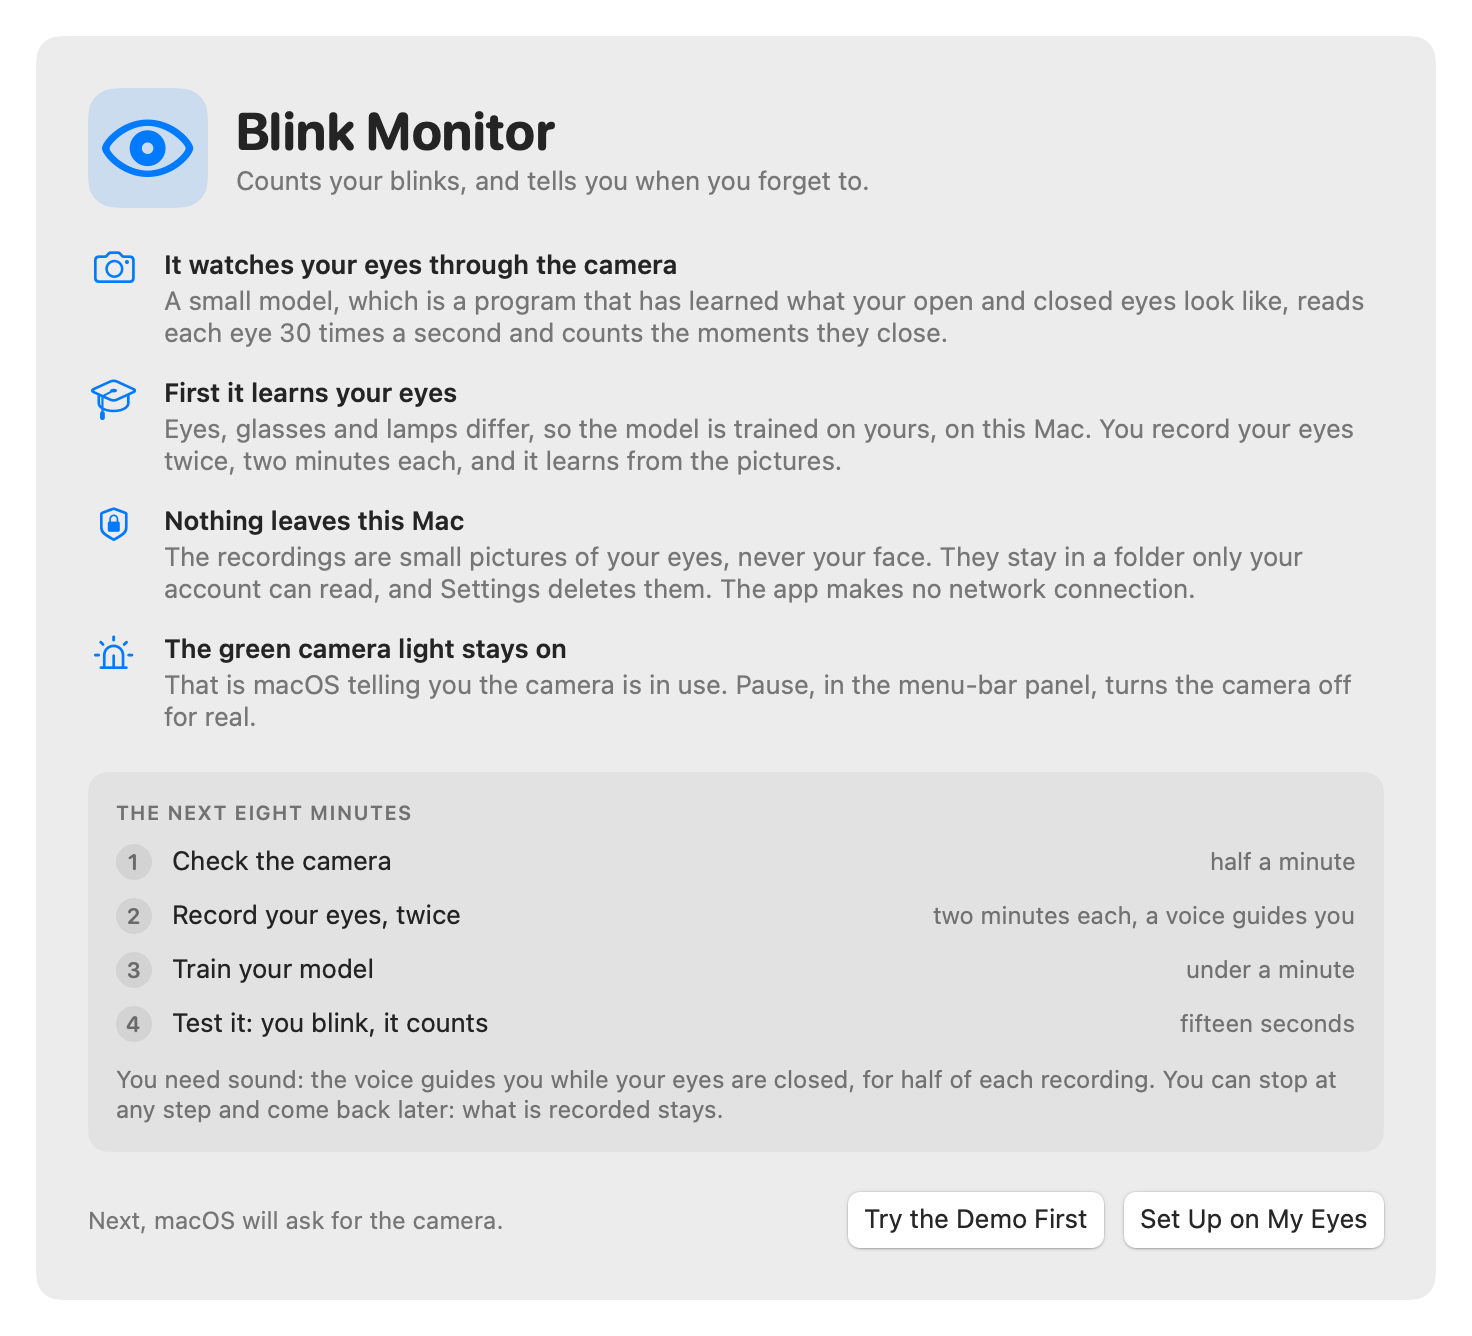 Blink Monitor
Counts your blinks, and tells you when you forget to.
It watches your eyes through the camera
A small model, which is a program that has learned what your open and closed eyes look like, reads
each eye 30 times a second and counts the moments they close.
First it learns your eyes
Eyes, glasses and lamps differ, so the model is trained on yours, on this Mac. You record your eyes
twice, two minutes each, and it learns from the pictures.
Nothing leaves this Mac
The recordings are small pictures of your eyes, never your face. They stay in a folder only your
account can read, and Settings deletes them. The app makes no network connection.
The green camera light stays on
That is macOS telling you the camera is in use. Pause, in the menu-bar panel, turns the camera off
for real.
THE NEXT EIGHT MINUTES
1 Check the camera half a minute
2 Record your eyes, twice two minutes each, a voice guides you
3 Train your model under a minute
4 Test it: you blink, it counts fifteen seconds
You need sound: the voice guides you while your eyes are closed, for half of each recording. You can stop at
any step and come back later: what is recorded stays.
Next, macOS will ask for the camera. Try the Demo First Set Up on My Eyes